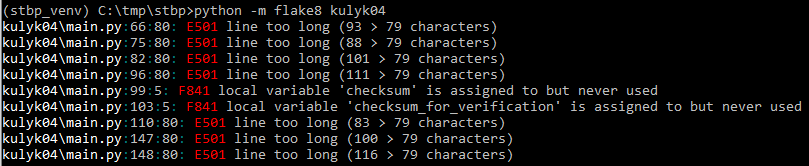 (stbp_venv) C:\tmp\stbp>python -m flake8 kulyk04
kulyk04\main.py:66:80: E501 line too long (93 > 79 characters)
kulyk04\main.py:75:80: E501 line too long (88 > 79 characters)
kulyk04\main.py:82:80: E501 line too long (101 > 79 characters)
kulyk04\main.py:96:80: E501 line too long (111 > 79 characters)
kulyk04\main.py:99:5: F841 local variable 'checksum' is assigned to but never used
kulyk04\main.py:103:5: F841 local variable 'checksum_for_verification' is assigned to but never used
kulyk04\main.py:110:80: E501 line too long (83 > 79 characters)
kulyk04\main.py:147:80: E501 line too long (100 > 79 characters)
kulyk04\main.py:148:80: E501 line too long (116 > 79 characters)